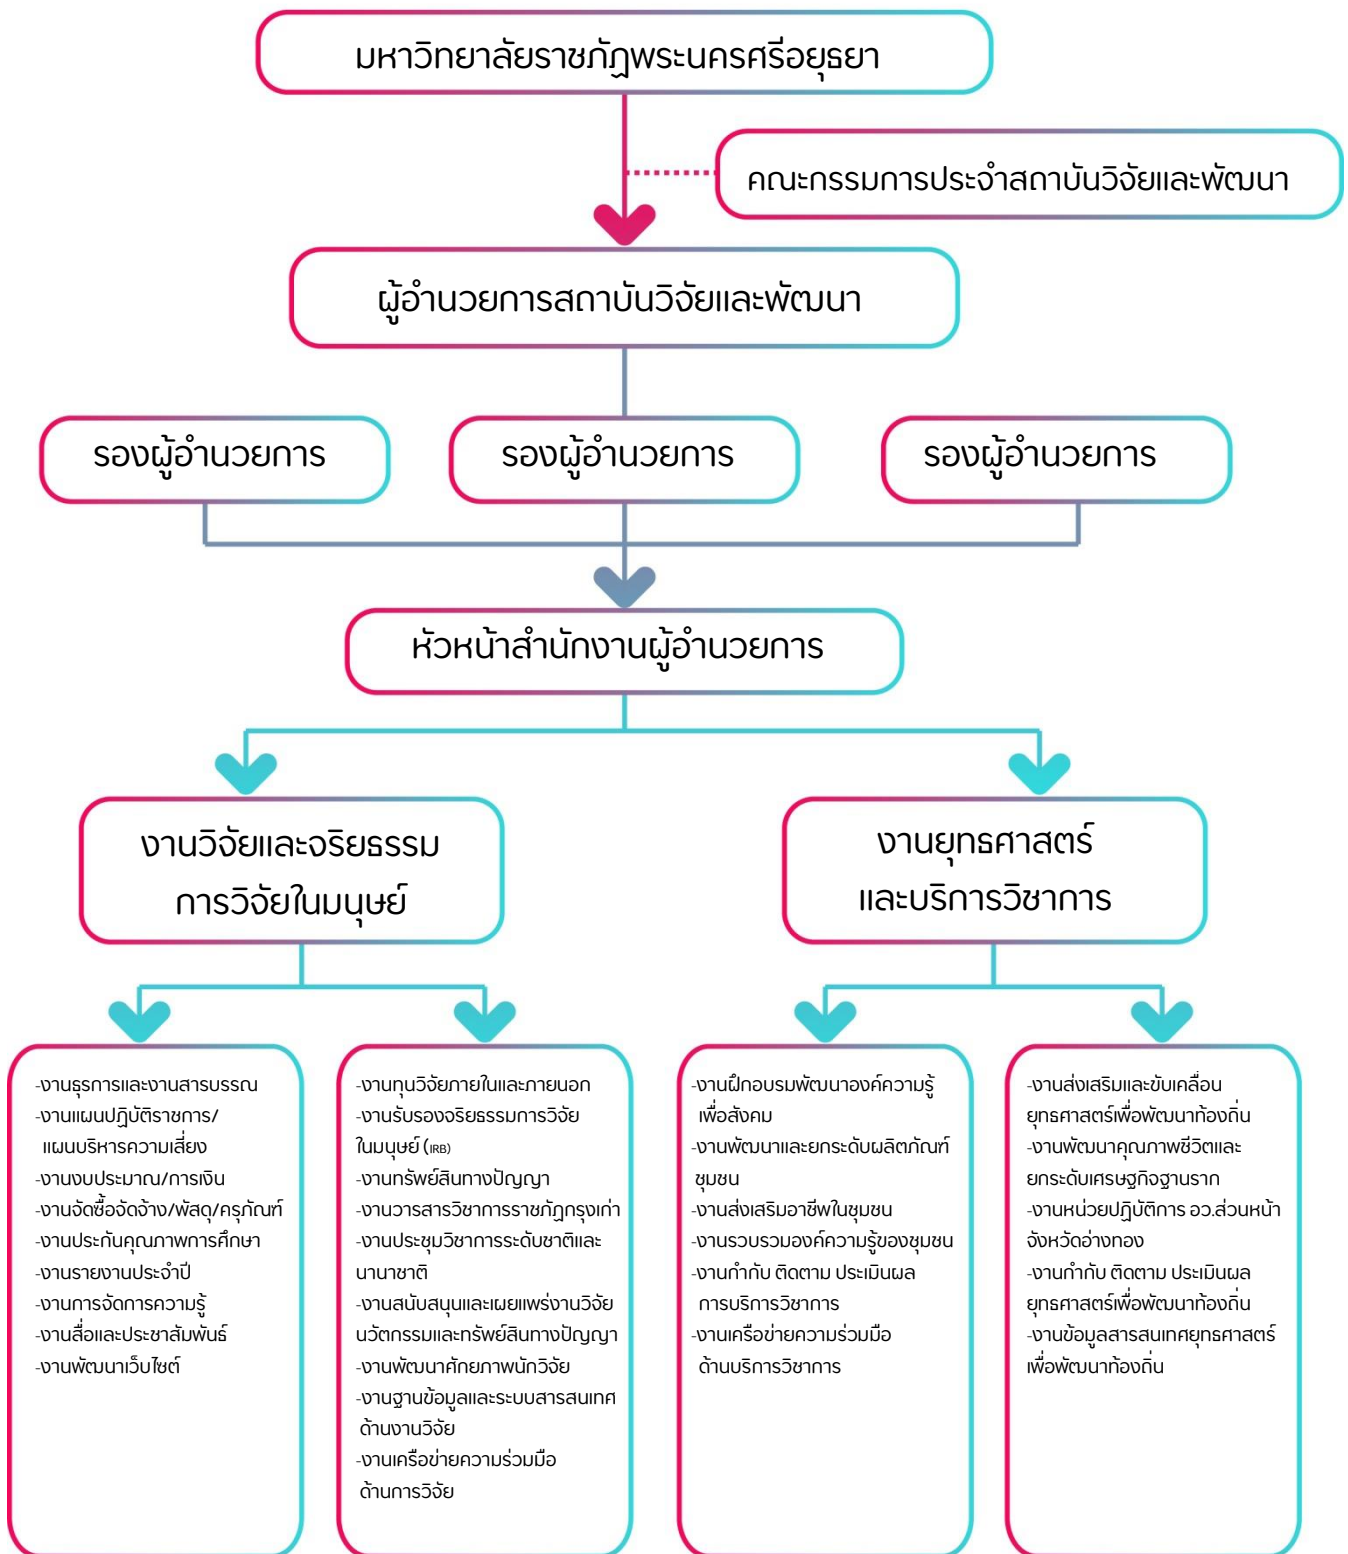 มหาวิทยาลัยราชภัฏพระนครศรีอยุธยา
คณะกรรมการประจำสถาบันวิจัยและพัฒนา
ผู้อำนวยการสถาบันวิจัยและพัฒนา
รองผู้อำนวยการ
รองผู้อำนวยการ
รองผู้อำนวยการ
หัวหน้าสำนักงานผู้อำนวยการ
งานวิจัยและจริยธรรม
การวิจัยในมนุษย์
งานยุทธศาสตร์
และบริการวิชาการ
-งานธุรการและงานสารบรรณ
-งานแผนปฏิบัติราชการ/
แผนบริหารความเสี่ยง
-งานงบประมาณ/การเงิน
-งานจัดซื้อจัดจ้าง/พัสดุ/ครุภัณฑ์
-งานประกันคุณภาพการศึกษา
-งานรายงานประจำปี
-งานการจัดการความรู้
-งานสื่อและประชาสัมพันธ์
-งานพัฒนาเว็บไซต์
-งานทุนวิจัยภายในและภายนอก
-งานรับรองจริยธรรมการวิจัย
ในมนุษย์ (IRB)
-งานทรัพย์สินทางปัญญา
-งานวารสารวิชาการราชภัฏกรุงเก่า
-งานประชุมวิชาการระดับชาติและ
นานาชาติ
-งานสนับสนุนและเผยแพร่งานวิจัย
นวัตกรรมและทรัพย์สินทางปัญญา
-งานพัฒนาศักยภาพนักวิจัย
-งานฐานข้อมูลและระบบสารสนเทศ
ด้านงานวิจัย
-งานเครือข่ายความร่วมมือ
ด้านการวิจัย
-งานฝึกอบรมพัฒนาองค์ความรู้
เพื่อสังคม
-งานพัฒนาและยกระดับผลิตภัณฑ์
ชุมชน
-งานส่งเสริมอาชีพในชุมชน
-งานรวบรวมองค์ความรู้ของชุมชน
-งานกำกับ ติดตาม ประเมินผล
การบริการวิชาการ
-งานเครือข่ายความร่วมมือ
ด้านบริการวิชาการ
-งานส่งเสริมและขับเคลื่อน
ยุทธศาสตร์เพื่อพัฒนาท้องถิ่น
-งานพัฒนาคุณภาพชีวิตและ
ยกระดับเศรษฐกิจฐานราก
-งานหน่วยปฏิบัติการ อว.ส่วนหน้า
จังหวัดอ่างทอง
-งานกำกับ ติดตาม ประเมินผล
ยุทธศาสตร์เพื่อพัฒนาท้องถิ่น
-งานข้อมูลสารสนเทศยุทธศาสตร์
เพื่อพัฒนาท้องถิ่น